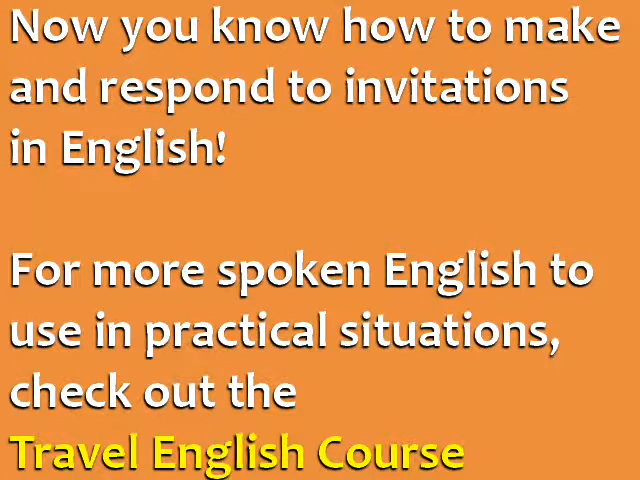 Now you know how to make
and respond to invitations
in English!
For more spoken English to
use in practical situations,
check out the
Travel English Course